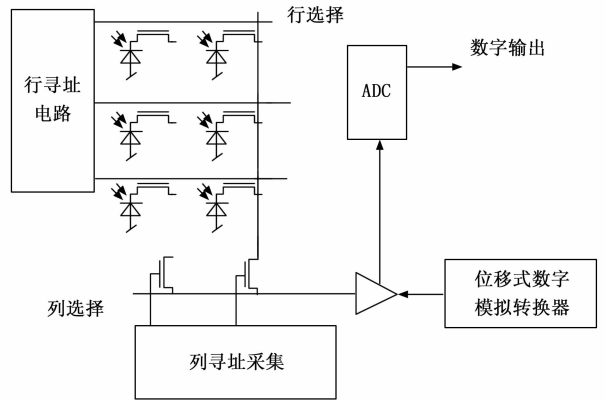 行选择
行寻址
电路
数字输出
ADC
列选择
位移式数字
模拟转换器
列寻址采集